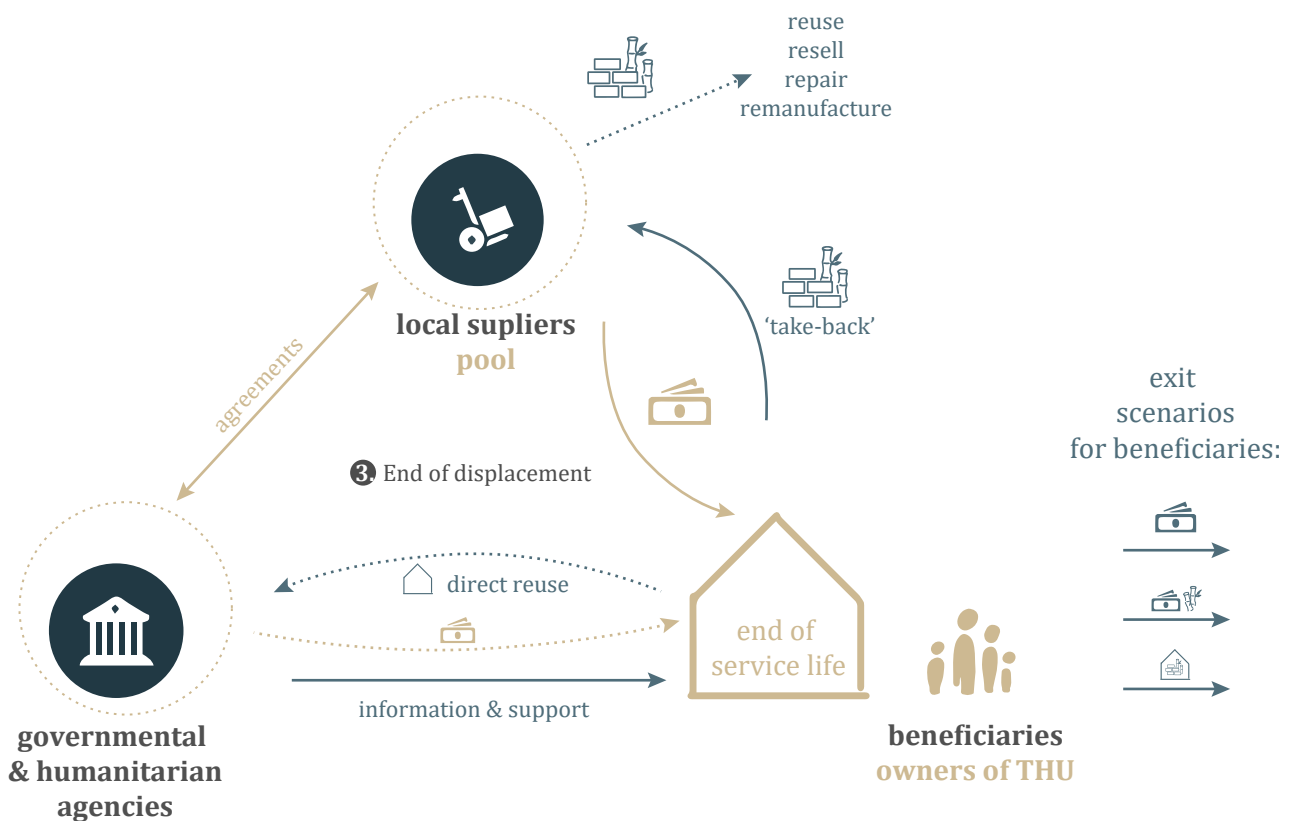 reuse
resell
repair
remanufacture
local supliers
pool
'take-back'
agreements
exit
scenarios
for beneficiaries:
3. End of displacement
direct reuse
end of
service life
information & support
governmental
& humanitarian
agencies
beneficiaries
owners of THU